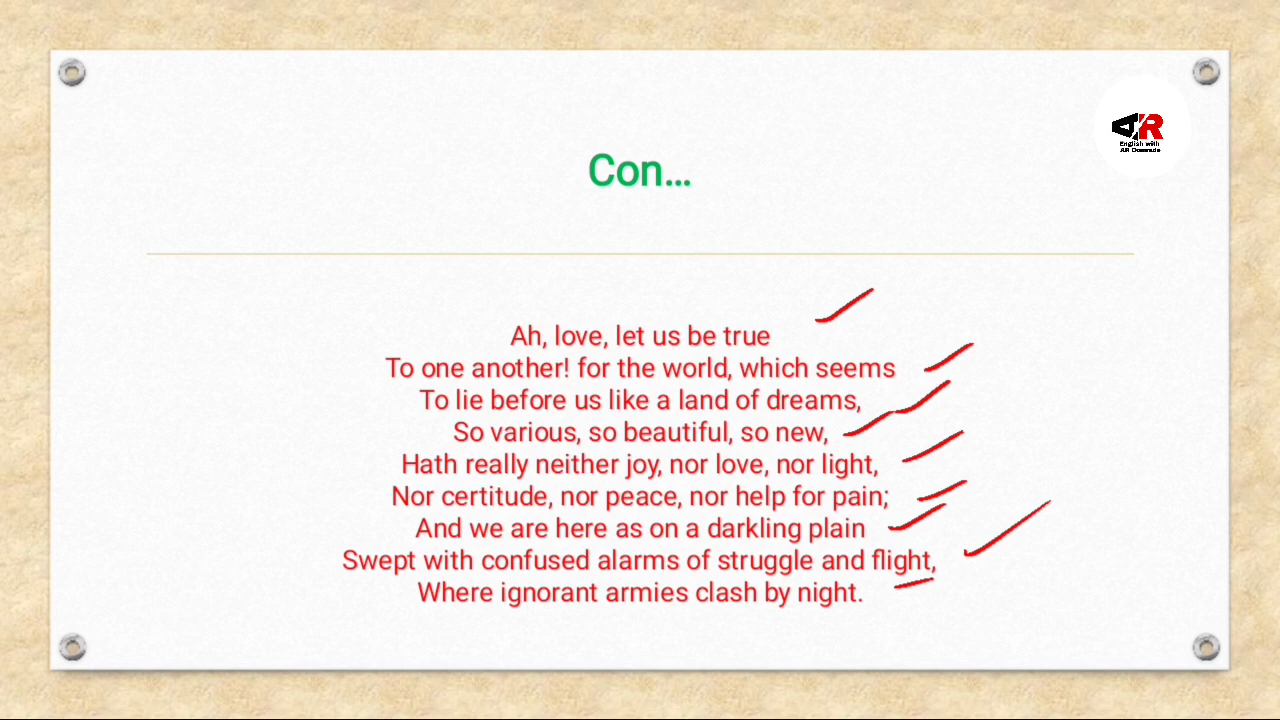 AR
English with
Con...
Ah, love, let us be true
To one another! for the world, which seems
To lie before us like a land of dreams,
So various, so beautiful, so new,
Hath really neither joy, nor love, nor light,
Nor certitude, nor peace, nor help for pain;
And we are here as on a darkling plain
Swept with confused alarms of struggle and flight,
Where ignorant armies clash by night.